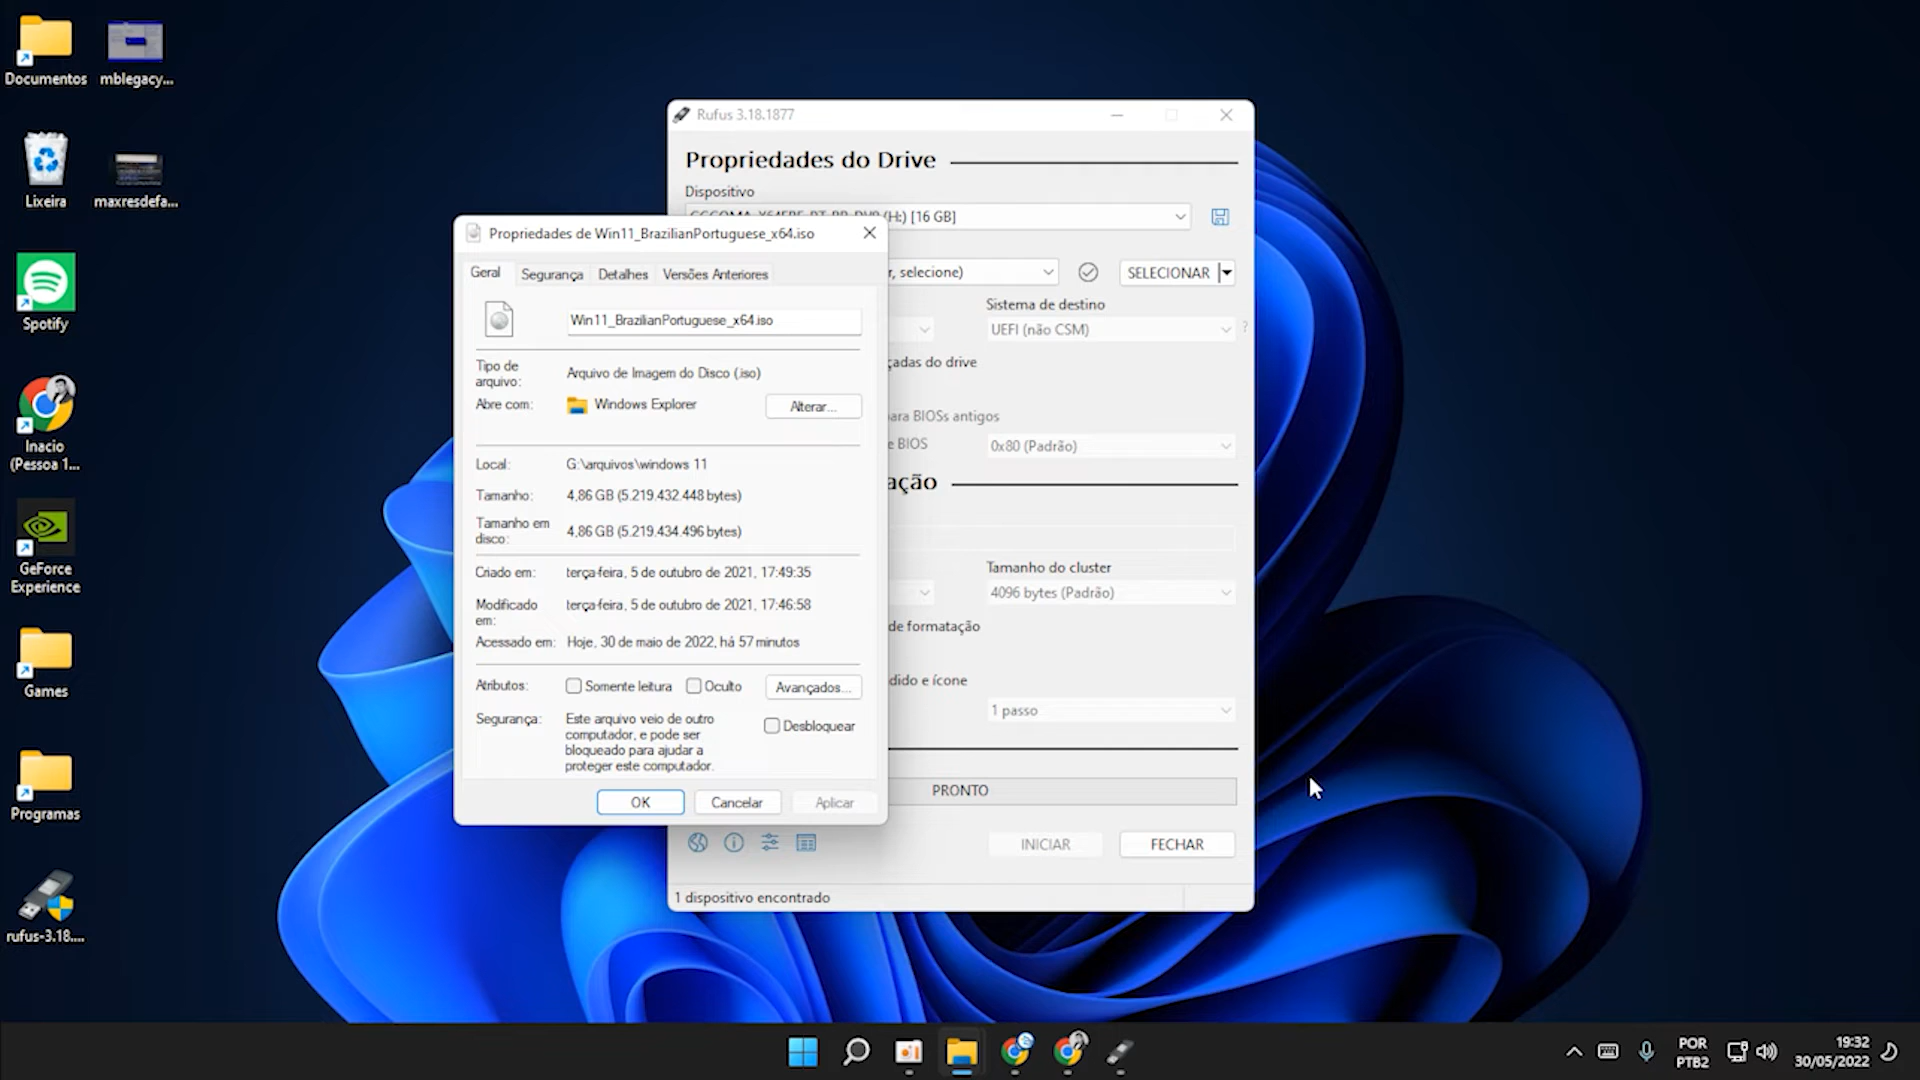 Documentos
mblegacy...
Lixeira
maxresdefa...
Spotify
Inacio
(Pessoa 1...
GeForce
Experience
Games
Programas
rufus-3.18....
Rufus 3.18.1877
Propriedades do Drive
Dispositivo
(H:) [16 GB]
r, selecione)
SELECIONAR
Sistema de destino
UEFI (não CSM)
?
çadas do drive
ara BIOSs antigos
e BIOS
0x80 (Padrão)
ação
Tamanho do cluster
4096 bytes (Padrão)
de formatação
dido e ícone
1 passo
PRONTO
INICIAR
FECHAR
1 dispositivo encontrado
Propriedades de Win11_BrazilianPortuguese_x64.iso
Geral
Segurança
Detalhes
Versões Anteriores
Win11_BrazilianPortuguese_x64.iso
Tipo de
arquivo:
Arquivo de Imagem do Disco (.iso)
Abre com:
Windows Explorer
Alterar...
Local:
G:\arquivos\windows 11
Tamanho:
4,86 GB (5.219.432.448 bytes)
Tamanho em
disco:
4,86 GB (5.219.434.496 bytes)
Criado em:
terça-feira, 5 de outubro de 2021, 17:49:35
Modificado
em:
terça-feira, 5 de outubro de 2021, 17:46:58
Acessado em:
Hoje, 30 de maio de 2022, há 57 minutos
Atributos:
Somente leitura
Oculto
Avançados...
Segurança:
Este arquivo veio de outro
computador, e pode ser
bloqueado para ajudar a
proteger este computador.
Desbloquear
OK
Cancelar
Aplicar
POR
PTB2
19:32
30/05/2022